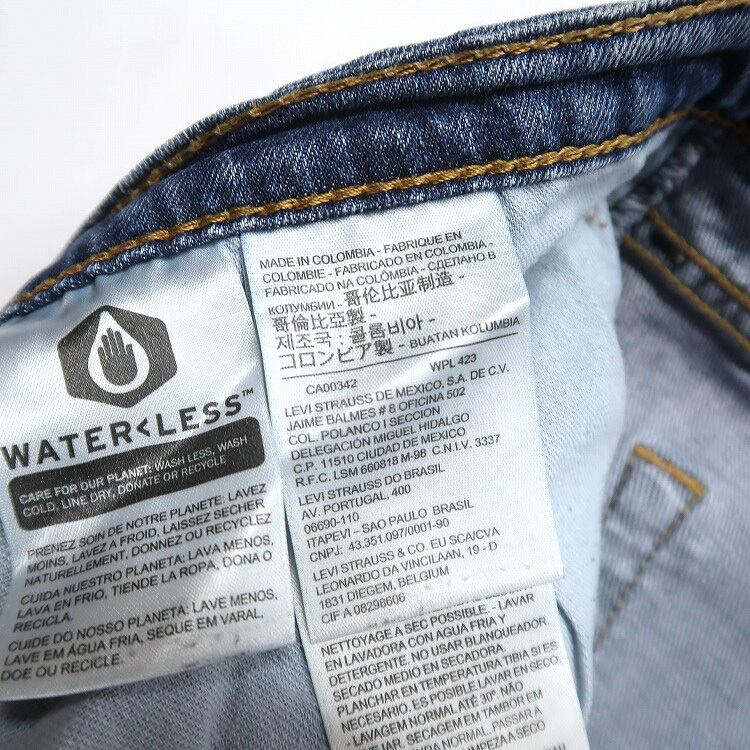 WATER<LESS™
CARE FOR OUR PLANET: WASH LESS, WASH
COLD, LINE DRY, DONATE OR RECYCLE
PRENEZ SOIN DE NOTRE PLANETE: LAVEZ
MOINS, LAVEZ A FROID, LAISSEZ SECHER
NATURELLEMENT, DONNEZ OU RECYCLEZ
CUIDA NUESTRO PLANETA: LAVA MENOS,
LAVA EN FRIO, TIENDE LA ROPA, DONA O
RECICLA.
CUIDE DO NOSSO PLANETA: LAVE MENOS,
LAVE EM ÁGUA FRIA, SEQUE EM VARAL,
DOE OU RECICLE.
MADE IN COLOMBIA - FABRIQUE EN
COLOMBIE - FABRICADO EN COLOMBIA -
FABRICADO NA COLÔMBIA - СДЕЛАНО В
КОЛУМБИИ - 哥伦比亚制造 -
哥倫比亞製 -
제조국: 콜롬비아 -
コロンビア製 - BUATAN KOLUMBIA
CA00342 WPL 423
LEVI STRAUSS DE MEXICO, S.A. DE C.V.
JAIME BALMES # 8 OFICINA 502
COL. POLANCO I SECCION
DELEGACIÓN MIGUEL HIDALGO
C.P. 11510 CIUDAD DE MEXICO
R.F.C. LSM 660818 M-98 C.N.I.V. 3337
LEVI STRAUSS DO BRASIL
AV. PORTUGAL, 400
06690-110
ITAPEVI – SAO PAULO BRASIL
CNPJ: 43.351.097/0001-90
LEVI STRAUSS & CO. EU SCA/CVA
LEONARDO DA VINCILAAN, 19 - D
1831 DIEGEM, BELGIUM
CIF A 08298606
NETTOYAGE A SEC POSSIBLE. - LAVAR
EN LAVADORA CON AGUA FRIA Y
DETERGENTE. NO USAR BLANQUEADOR.
SECADO MEDIO EN SECADORA.
PLANCHAR EN TEMPERATURA TIBIA SI ES
NECESARIO. ES POSIBLE LAVAR EN SECO.
- LAVAGEM NORMAL ATÉ 30º. NÃO
SECAGEM EM TAMBOR EM
NORMAL. PASSAR A
LIMPEZA A SECO